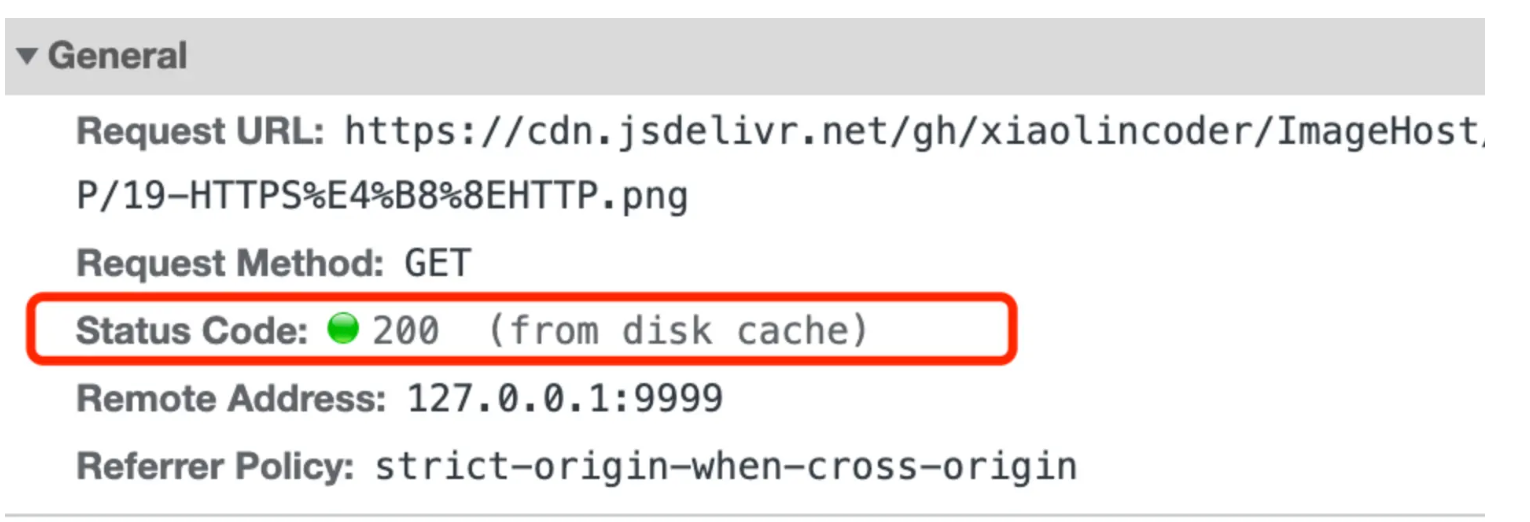 General
Request URL: https://cdn.jsdelivr.net/gh/xiaolincoder/ImageHost/
P/19-HTTPS%E4%B8%8EHTTP.png
Request Method: GET
Status Code: 200 (from disk cache)
Remote Address: 127.0.0.1:9999
Referrer Policy: strict-origin-when-cross-origin